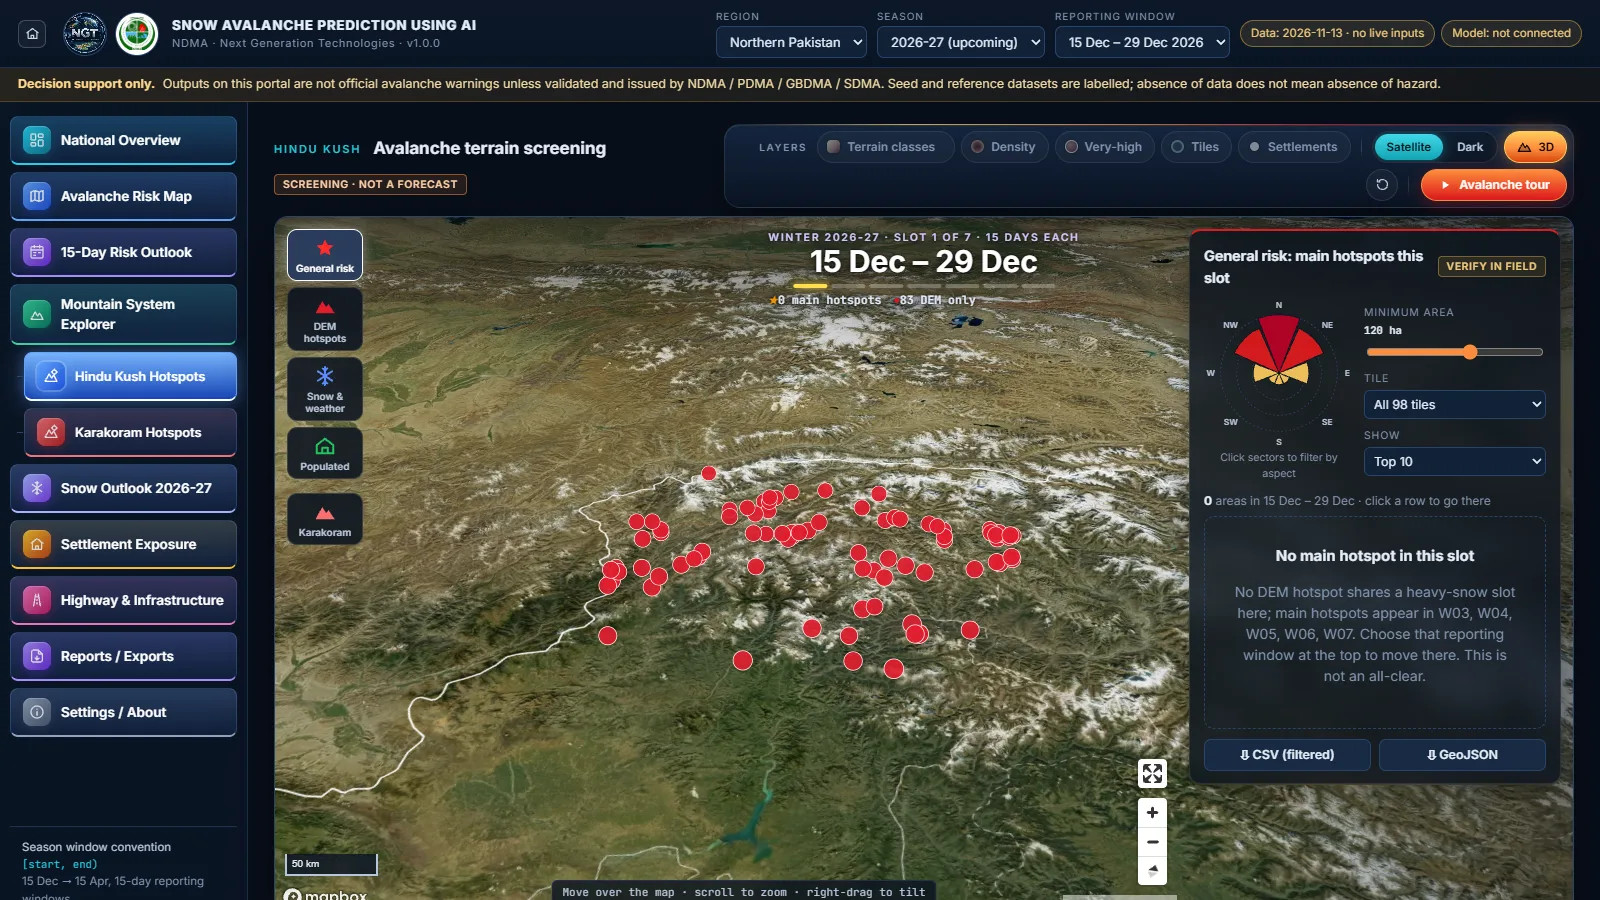 NGT
SNOW AVALANCHE PREDICTION USING AI
NDMA · Next Generation Technologies · v1.0.0
REGION
Northern Pakistan
SEASON
2026-27 (upcoming)
REPORTING WINDOW
15 Dec – 29 Dec 2026
Data: 2026-11-13 · no live inputs
Model: not connected
Decision support only. Outputs on this portal are not official avalanche warnings unless validated and issued by NDMA / PDMA / GBDMA / SDMA. Seed and reference datasets are labelled; absence of data does not mean absence of hazard.
National Overview
Avalanche Risk Map
15-Day Risk Outlook
Mountain System
Explorer
Hindu Kush Hotspots
Karakoram Hotspots
Snow Outlook 2026-27
Settlement Exposure
Highway & Infrastructure
Reports / Exports
Settings / About
Season window convention
[start, end)
15 Dec → 15 Apr, 15-day reporting
windows
HINDU KUSH Avalanche terrain screening
SCREENING · NOT A FORECAST
LAYERS
Terrain classes
Density
Very-high
Tiles
Settlements
Satellite
Dark
3D
Avalanche tour
General risk
DEM
hotspots
Snow &
weather
Populated
Karakoram
WINTER 2026-27 · SLOT 1 OF 7 · 15 DAYS EACH
15 Dec – 29 Dec
★0 main hotspots 83 DEM only
General risk: main hotspots this
slot
VERIFY IN FIELD
N
NW
NE
W
E
SW
SE
S
Click sectors to filter by
aspect
MINIMUM AREA
120 ha
TILE
All 98 tiles
SHOW
Top 10
0 areas in 15 Dec – 29 Dec · click a row to go there
No main hotspot in this slot
No DEM hotspot shares a heavy-snow slot
here; main hotspots appear in W03, W04,
W05, W06, W07. Choose that reporting
window at the top to move there. This is
not an all-clear.
⇩ CSV (filtered)
⇩ GeoJSON
50 km
mapbox
Move over the map · scroll to zoom · right-drag to tilt